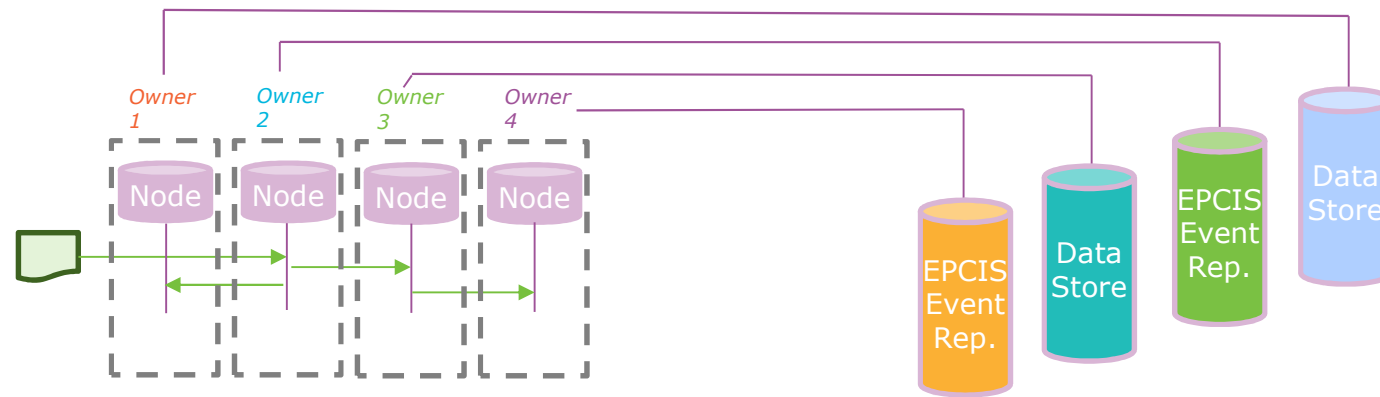 Owner
1
Owner
2
Owner
3
Owner
4
Node
Node
Node
Node
EPCIS
Event
Rep.
Data
Store
EPCIS
Event
Rep.
Data
Store